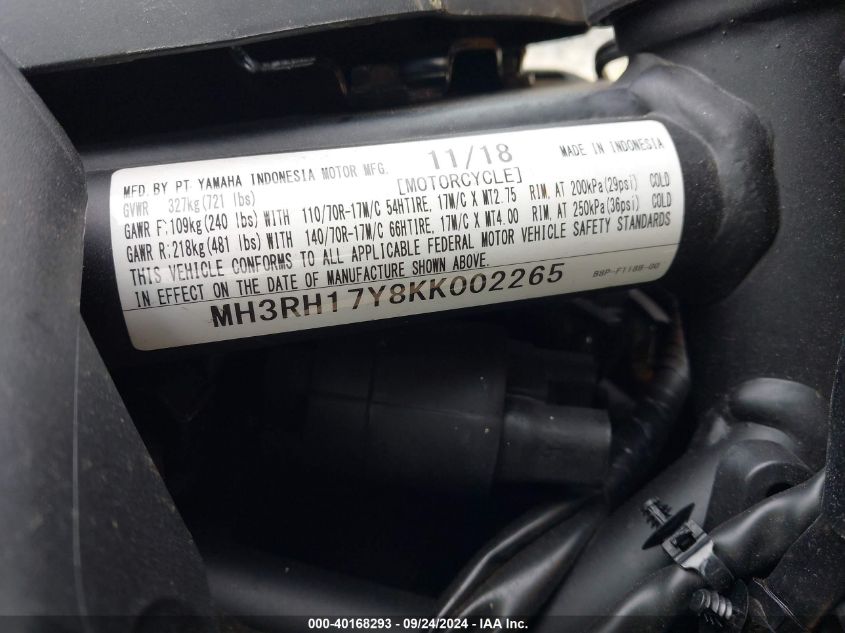 MFD. BY PT. YAMAHA INDONESIA MOTOR MFG. 11/18 MADE IN INDONESIA
GVWR 327kg(721 lbs) [MOTORCYCLE]
GAWR F:109kg(240 lbs)WITH 110/70R-17M/C 54HTIRE, 17M/C X MT2.75 RIM, AT 200kPa(29psi) COLD
GAWR R:218kg(481 lbs)WITH 140/70R-17M/C 66HTIRE, 17M/C X MT4.00 RIM, AT 250kPa(36psi) COLD
THIS VEHICLE CONFORMS TO ALL APPLICABLE FEDERAL MOTOR VEHICLE SAFETY STANDARDS
IN EFFECT ON THE DATE OF MANUFACTURE SHOWN ABOVE.
MH3RH17Y8KK002265 B8P-F118B-00
000-40168293 - 09/24/2024 - IAA Inc.